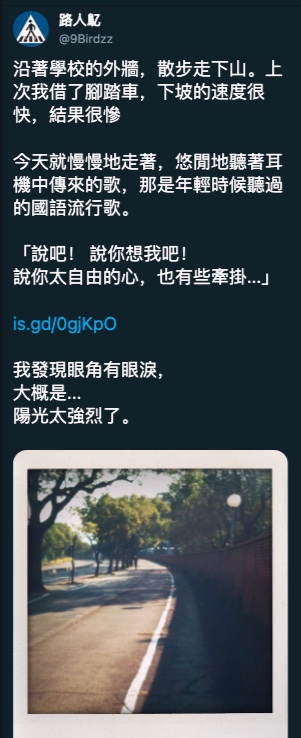 路人髶
@9Birdzz
沿著學校的外牆，散步走下山。上
次我借了腳踏車，下坡的速度很
快，結果很慘
今天就慢慢地走著，悠閒地聽著耳
機中傳來的歌，那是年輕時候聽過
的國語流行歌。
「說吧！ 說你想我吧！
說你太自由的心，也有些牽掛...」
is.gd/0gjKpO
我發現眼角有眼淚，
大概是...
陽光太強烈了。